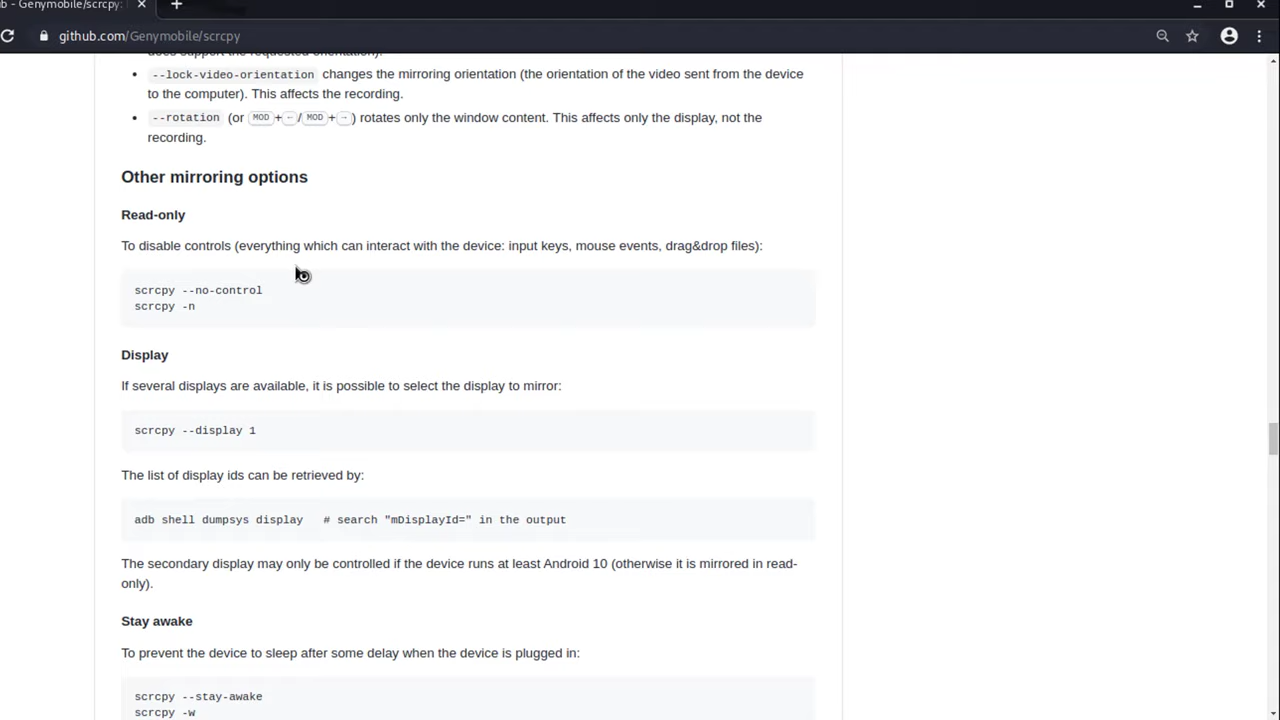 b - Genymobile/scrcpy:
github.com/Genymobile/scrcpy
does support the requested orientation).
--lock-video-orientation changes the mirroring orientation (the orientation of the video sent from the device
to the computer). This affects the recording.
--rotation (or MOD+←/MOD+→) rotates only the window content. This affects only the display, not the
recording.
Other mirroring options
Read-only
To disable controls (everything which can interact with the device: input keys, mouse events, drag&drop files):
scrcpy --no-control
scrcpy -n
Display
If several displays are available, it is possible to select the display to mirror:
scrcpy --display 1
The list of display ids can be retrieved by:
adb shell dumpsys display   # search "mDisplayId=" in the output
The secondary display may only be controlled if the device runs at least Android 10 (otherwise it is mirrored in read-
only).
Stay awake
To prevent the device to sleep after some delay when the device is plugged in:
scrcpy --stay-awake
scrcpy -w